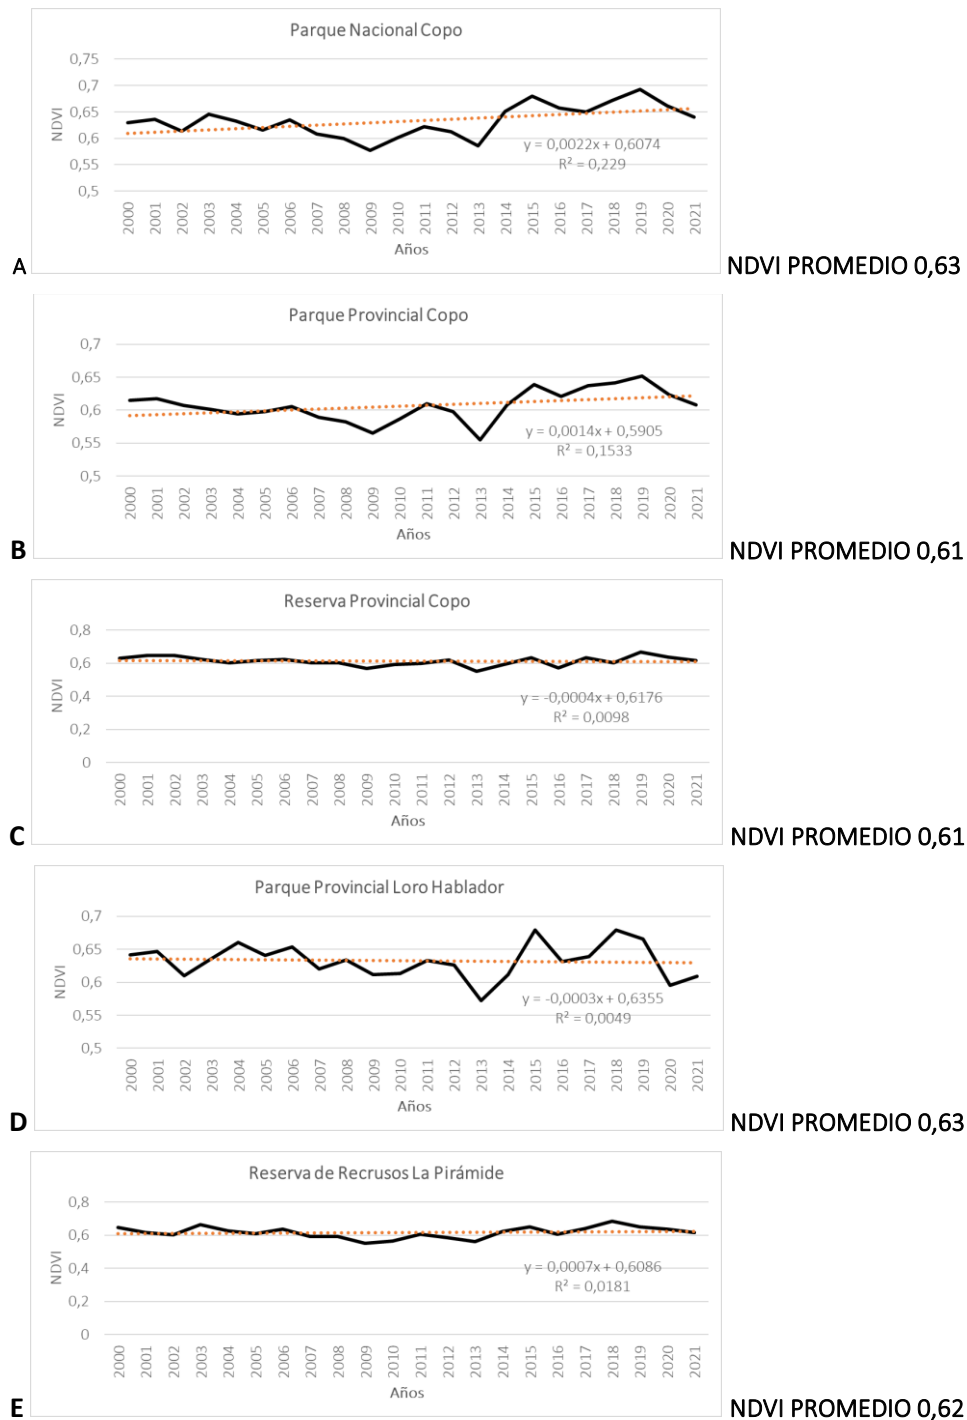 Parque Nacional Copo
0,75
0,7
0,65
0,6
0,55
0,5
NDVI
y = 0,0022x + 0,6074
R² = 0,229
2000 2001 2002 2003 2004 2005 2006 2007 2008 2009 2010 2011 2012 2013 2014 2015 2016 2017 2018 2019 2020 2021
Años
A NDVI PROMEDIO 0,63
Parque Provincial Copo
0,7
0,65
0,6
0,55
0,5
NDVI
y = 0,0014x + 0,5905
R² = 0,1533
2000 2001 2002 2003 2004 2005 2006 2007 2008 2009 2010 2011 2012 2013 2014 2015 2016 2017 2018 2019 2020 2021
Años
B NDVI PROMEDIO 0,61
Reserva Provincial Copo
0,8
0,6
0,4
0,2
0
NDVI
y = -0,0004x + 0,6176
R² = 0,0098
2000 2001 2002 2003 2004 2005 2006 2007 2008 2009 2010 2011 2012 2013 2014 2015 2016 2017 2018 2019 2020 2021
Años
C NDVI PROMEDIO 0,61
Parque Provincial Loro Hablador
0,7
0,65
0,6
0,55
0,5
NDVI
y = -0,0003x + 0,6355
R² = 0,0049
2000 2001 2002 2003 2004 2005 2006 2007 2008 2009 2010 2011 2012 2013 2014 2015 2016 2017 2018 2019 2020 2021
Años
D NDVI PROMEDIO 0,63
Reserva de Recrusos La Pirámide
0,8
0,6
0,4
0,2
0
NDVI
y = 0,0007x + 0,6086
R² = 0,0181
2000 2001 2002 2003 2004 2005 2006 2007 2008 2009 2010 2011 2012 2013 2014 2015 2016 2017 2018 2019 2020 2021
Años
E NDVI PROMEDIO 0,62